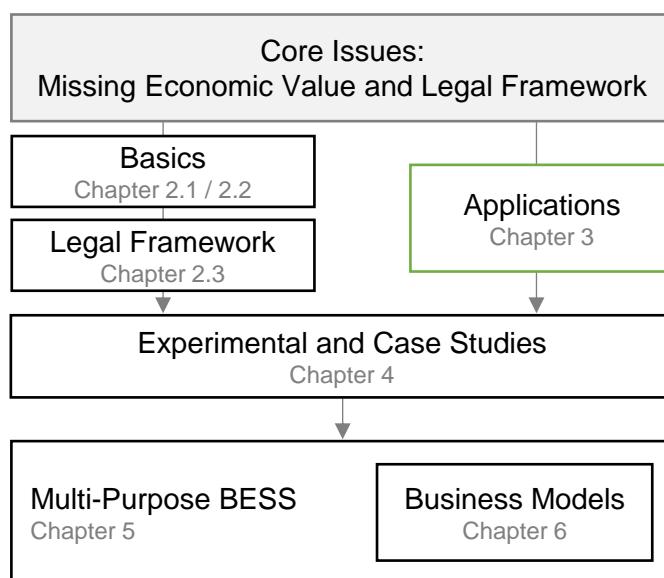 Core Issues:
Missing Economic Value and Legal Framework
Basics
Chapter 2.1 / 2.2
Legal Framework
Chapter 2.3
Applications
Chapter 3
Experimental and Case Studies
Chapter 4
Multi-Purpose BESS
Chapter 5
Business Models
Chapter 6